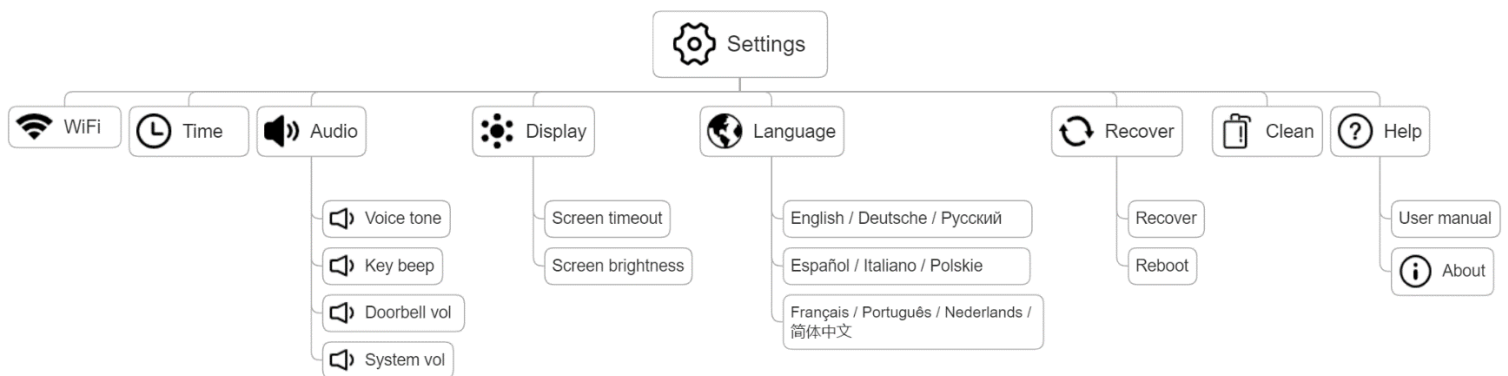 Settings
WiFi
Time
Audio
Display
Language
Recover
Clean
Help
Voice tone
Key beep
Doorbell vol
System vol
Screen timeout
Screen brightness
English / Deutsche / Русский
Español / Italiano / Polskie
Français / Português / Nederlands /
简体中文
Recover
Reboot
User manual
About